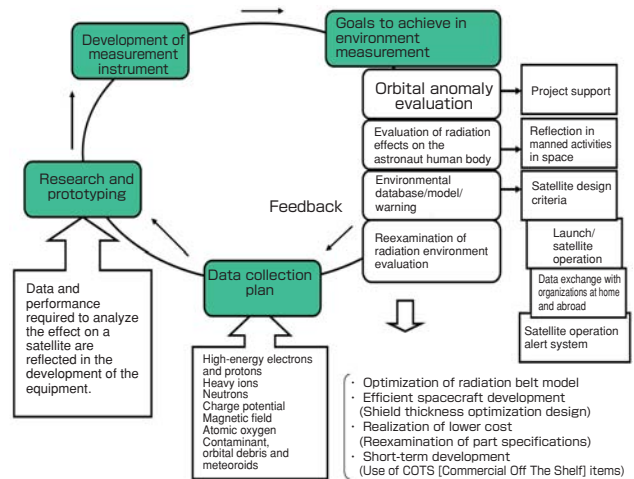 Development of
measurement
instrument
Goals to achieve in
environment
measurement
Orbital anomaly
evaluation
Project support
Evaluation of radiation
effects on the
astronaut human body
Reflection in
manned activities
in space
Environmental
database/model/
warning
Satellite design
criteria
Reexamination of
radiation environment
evaluation
Launch/
satellite
operation
Data exchange with
organizations at home
and abroad
Satellite operation
alert system
Research and
prototyping
Feedback
Data collection
plan
Data and
performance
required to analyze
the effect on a
satellite are
reflected in the
development of the
equipment.
High-energy electrons
and protons
Heavy ions
Neutrons
Charge potential
Magnetic field
Atomic oxygen
Contaminant,
orbital debris and
meteoroids
· Optimization of radiation belt model
· Efficient spacecraft development
(Shield thickness optimization design)
· Realization of lower cost
(Reexamination of part specifications)
· Short-term development
(Use of COTS [Commercial Off The Shelf] items)